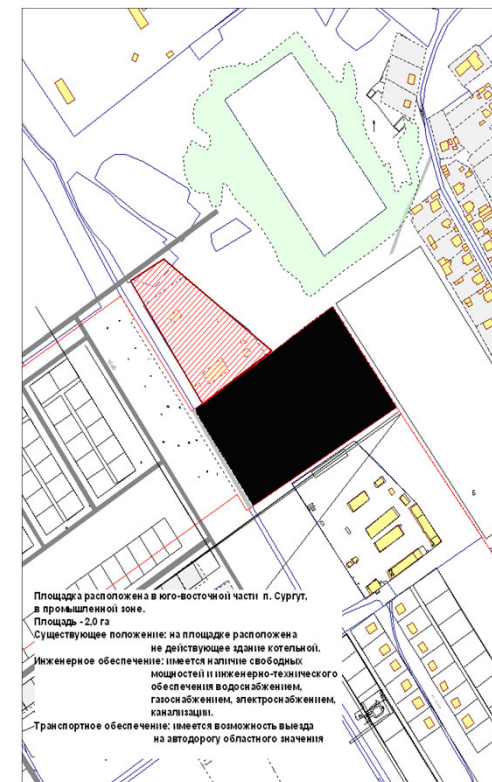 Площадка расположена в юго-восточной части п. Сургут,
в промышленной зоне.
Площадь - 2,0 га
Существующее положение: на площадке расположена
не действующее здание котельной.
Инженерное обеспечение: имеется наличие свободных
мощностей и инженерно-технического
обеспечения водоснабжением,
газоснабжением, электроснабжением,
канализации.
Транспортное обеспечение: имеется возможность выезда
на автодорогу областного значения